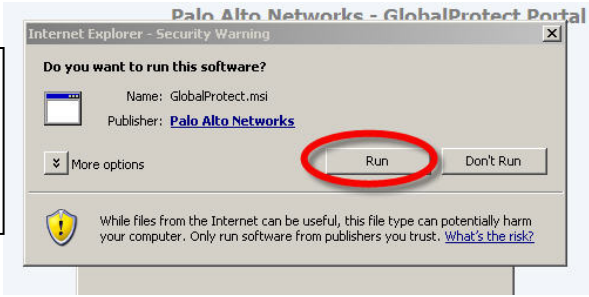 Palo Alto Networks - GlobalProtect Portal
Internet Explorer - Security Warning
Do you want to run this software?
Name: GlobalProtect.msi
Publisher: Palo Alto Networks
More options
Run
Don't Run
While files from the Internet can be useful, this file type can potentially harm
your computer. Only run software from publishers you trust. What's the risk?